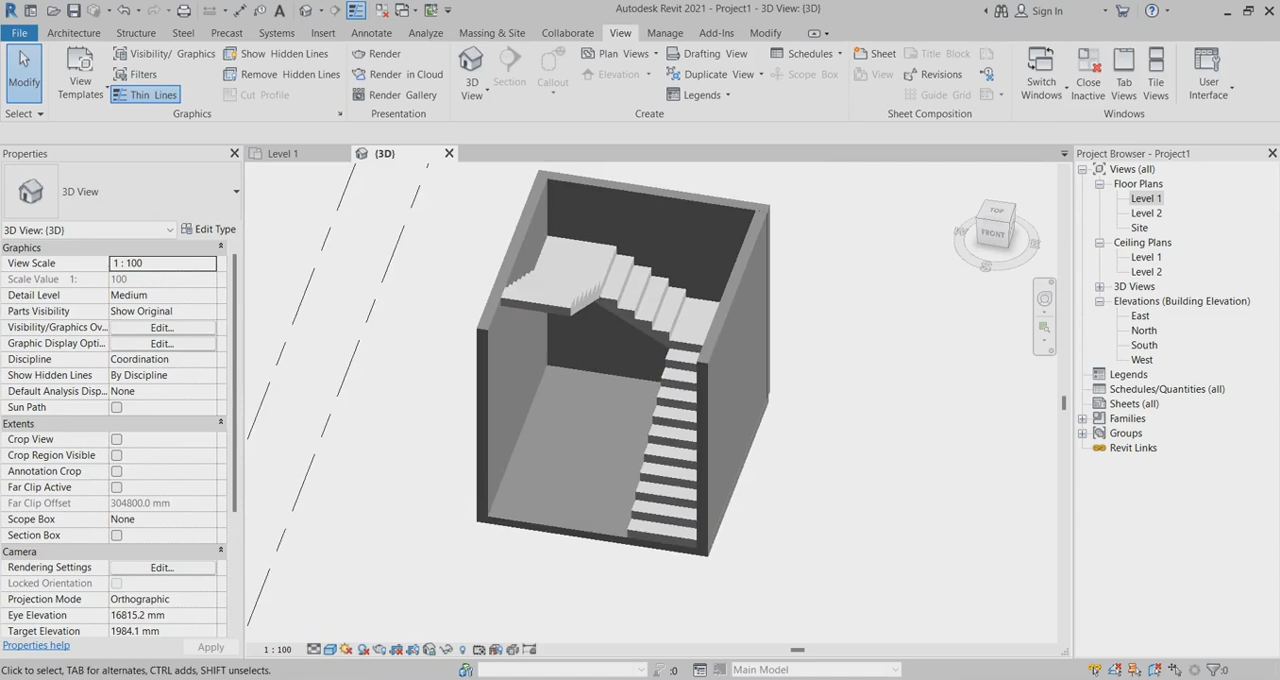 Autodesk Revit 2021 - Project1 - 3D View: {3D}
Sign In
File Architecture Structure Steel Precast Systems Insert Annotate Analyze Massing & Site Collaborate View Manage Add-Ins Modify
Modify
Select
View Templates
Visibility/ Graphics
Filters
Thin Lines
Show Hidden Lines
Remove Hidden Lines
Cut Profile
Graphics
Render
Render in Cloud
Render Gallery
Presentation
3D View
Section
Callout
Plan Views
Elevation
Drafting View
Duplicate View
Legends
Schedules
Scope Box
Create
Sheet
View
Title Block
Revisions
Guide Grid
Sheet Composition
Switch Windows
Close Inactive
Tab Views
Tile Views
Windows
User Interface
Properties
3D View
3D View: {3D}
Edit Type
Graphics
View Scale 1 : 100
Scale Value 1: 100
Detail Level Medium
Parts Visibility Show Original
Visibility/Graphics Ov... Edit...
Graphic Display Opti... Edit...
Discipline Coordination
Show Hidden Lines By Discipline
Default Analysis Disp... None
Sun Path
Extents
Crop View
Crop Region Visible
Annotation Crop
Far Clip Active
Far Clip Offset 304800.0 mm
Scope Box None
Section Box
Camera
Rendering Settings Edit...
Locked Orientation
Projection Mode Orthographic
Eye Elevation 16815.2 mm
Target Elevation 1984.1 mm
Properties help
Apply
Level 1
{3D}
TOP
FRONT
1 : 100
Project Browser - Project1
Views (all)
Floor Plans
Level 1
Level 2
Site
Ceiling Plans
Level 1
Level 2
3D Views
Elevations (Building Elevation)
East
North
South
West
Legends
Schedules/Quantities (all)
Sheets (all)
Families
Groups
Revit Links
Click to select, TAB for alternates, CTRL adds, SHIFT unselects.
:0
Main Model
:0